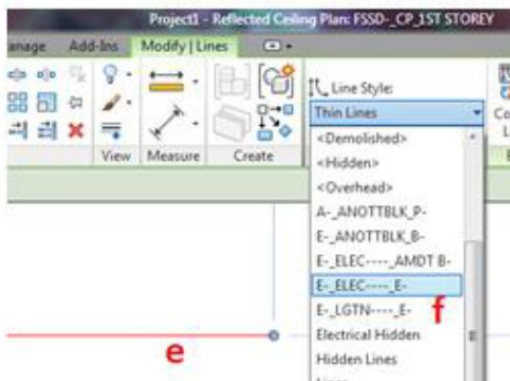 Project1 - Reflected Ceiling Plan: FSSD-_CP_1ST STOREY
anage Add-Ins Modify | Lines
Line Style:
Thin Lines
View Measure Create
<Demolished>
<Hidden>
<Overhead>
A-_ANOTTBLK_P-
E-_ANOTTBLK_B-
E-_ELEC----_AMDT B-
E-_ELEC----_E-
E-_LGTN----_E-
f
Electrical Hidden
e
Hidden Lines
Lines